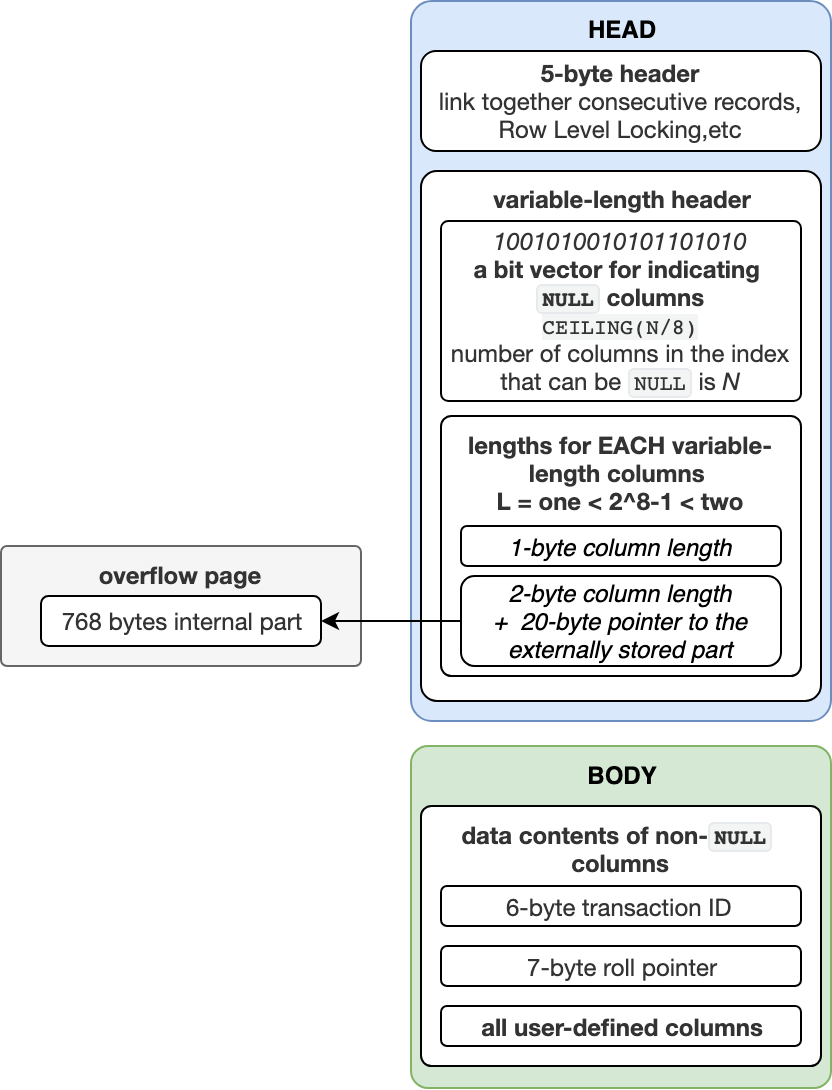 HEAD
5-byte header
link together consecutive records,
Row Level Locking,etc
variable-length header
1001010010101101010
a bit vector for indicating
NULL columns
CEILING(N/8)
number of columns in the index
that can be NULL is N
lengths for EACH variable-
length columns
L = one < 2^8-1 < two
1-byte column length
2-byte column length
+ 20-byte pointer to the
externally stored part
overflow page
768 bytes internal part
BODY
data contents of non-NULL
columns
6-byte transaction ID
7-byte roll pointer
all user-defined columns